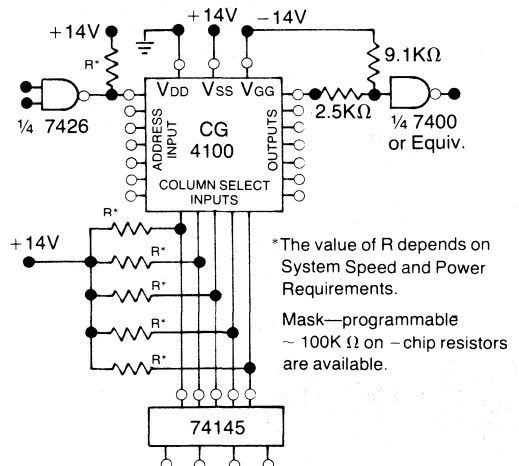 +14V
-14V
+14V
R*
9.1KΩ
VDD VSS VGG
2.5KΩ
¼ 7426
¼ 7400
or Equiv.
ADDRESS
INPUT
CG
4100
OUTPUTS
COLUMN SELECT
INPUTS
R*
+14V
R*
R*
R*
R*
*The value of R depends on
System Speed and Power
Requirements.
Mask—programmable
~ 100K Ω on – chip resistors
are available.
74145